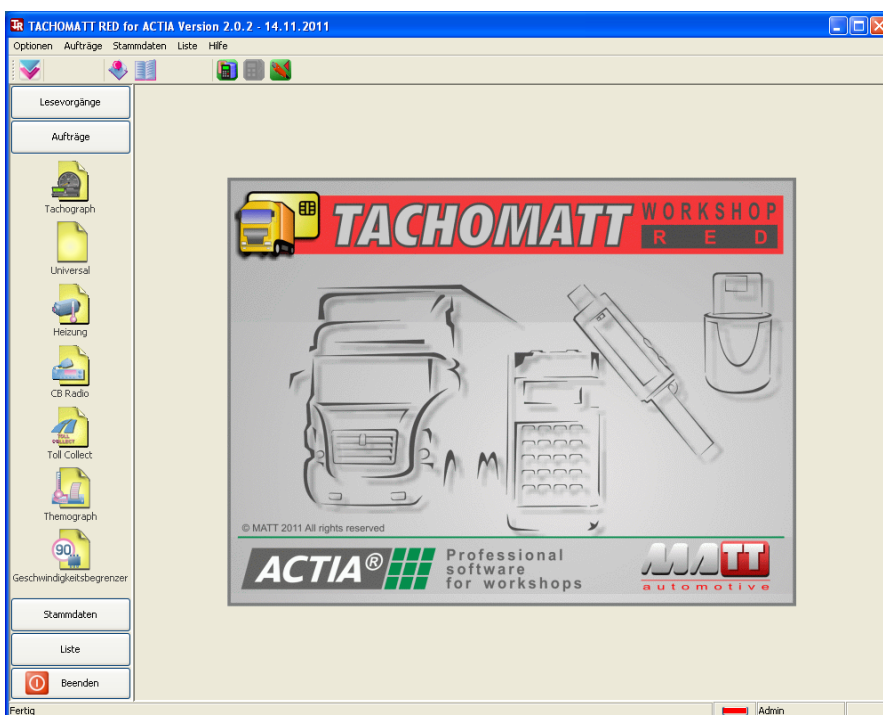 TACHOMATT RED for ACTIA Version 2.0.2 - 14.11.2011
Optionen Aufträge Stammdaten Liste Hilfe
Lesevorgänge
Aufträge
Tachograph
Universal
Heizung
CB Radio
TOLL
COLLECT
Toll Collect
Themograph
90
Geschwindigkeitsbegrenzer
Stammdaten
Liste
Beenden
TACHOMATT WORKSHOP
RED
© MATT 2011 All rights reserved
ACTIA®
Professional
software
for workshops
MATT
automotive
Fertig
Admin